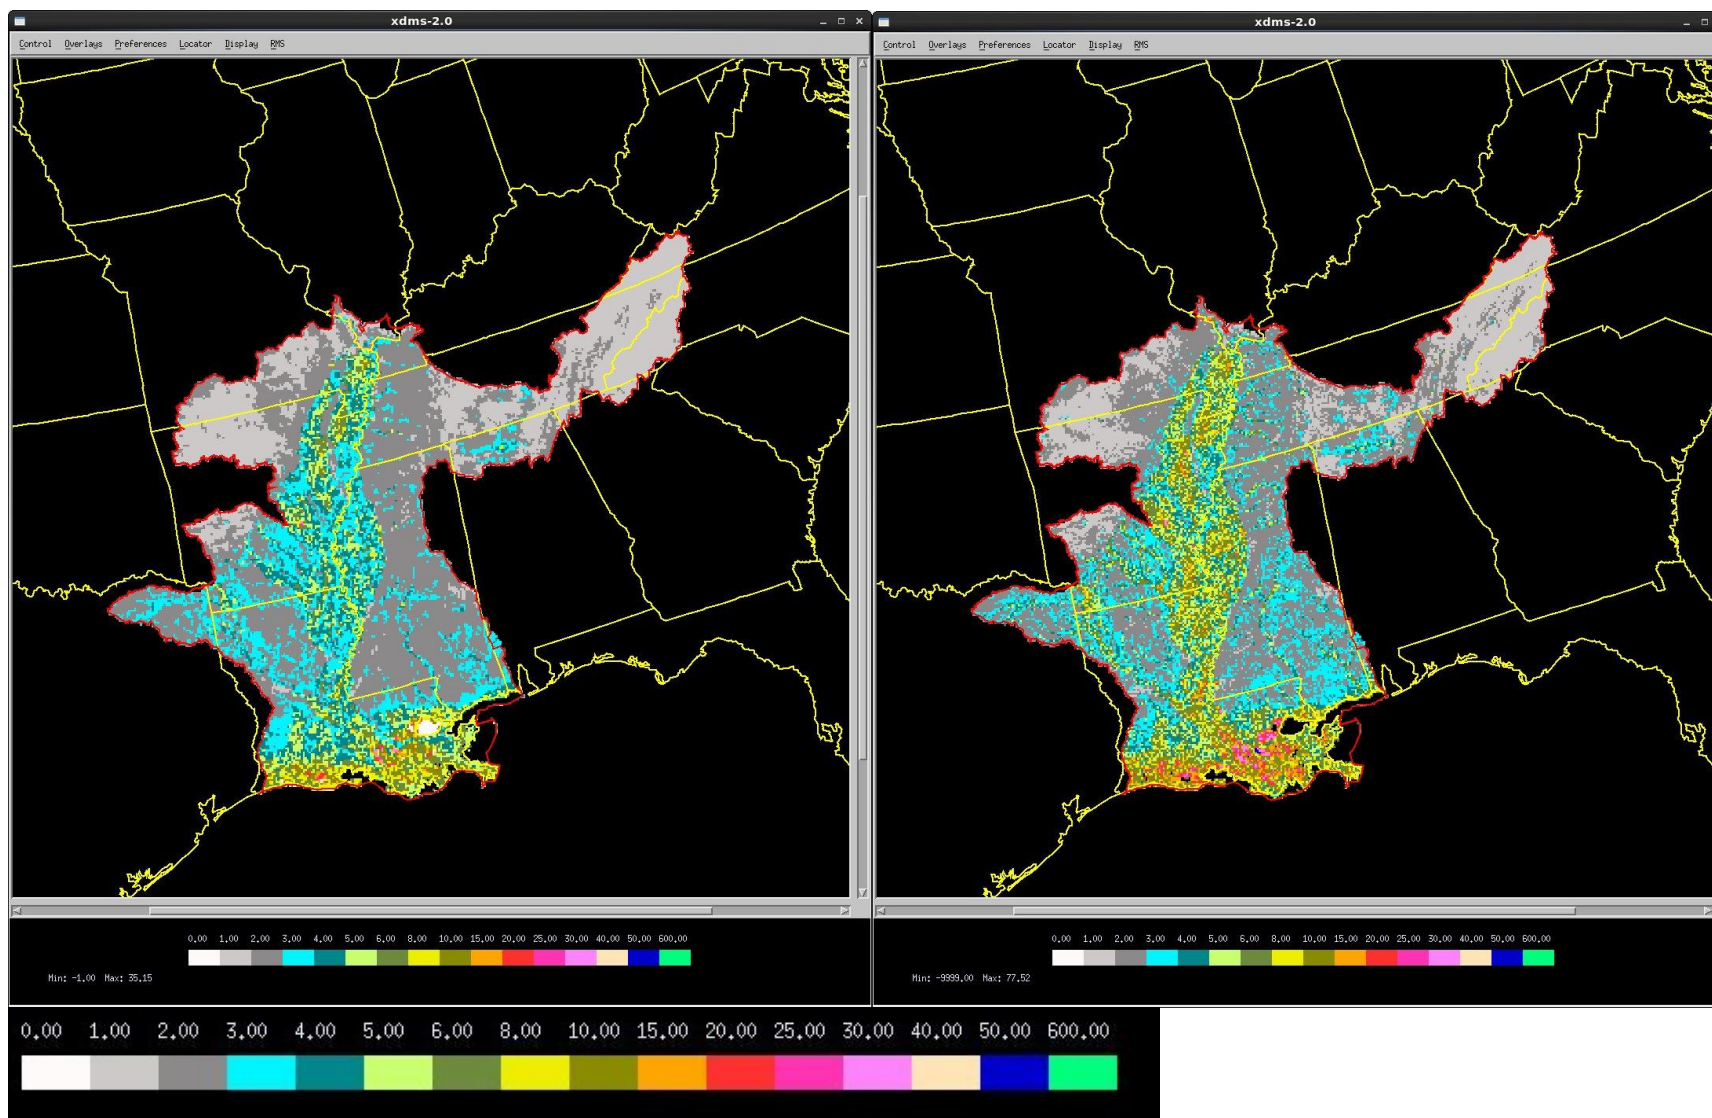 xdms-2.0
Control Overlays Preferences Locator Display RMS
0.00 1.00 2.00 3.00 4.00 5.00 6.00 8.00 10.00 15.00 20.00 25.00 30.00 40.00 50.00 600.00
Min: -1.00 Max: 35.15
xdms-2.0
Control Overlays Preferences Locator Display RMS
0.00 1.00 2.00 3.00 4.00 5.00 6.00 8.00 10.00 15.00 20.00 25.00 30.00 40.00 50.00 600.00
Min: -9999.00 Max: 77.52
0.00 1.00 2.00 3.00 4.00 5.00 6.00 8.00 10.00 15.00 20.00 25.00 30.00 40.00 50.00 600.00